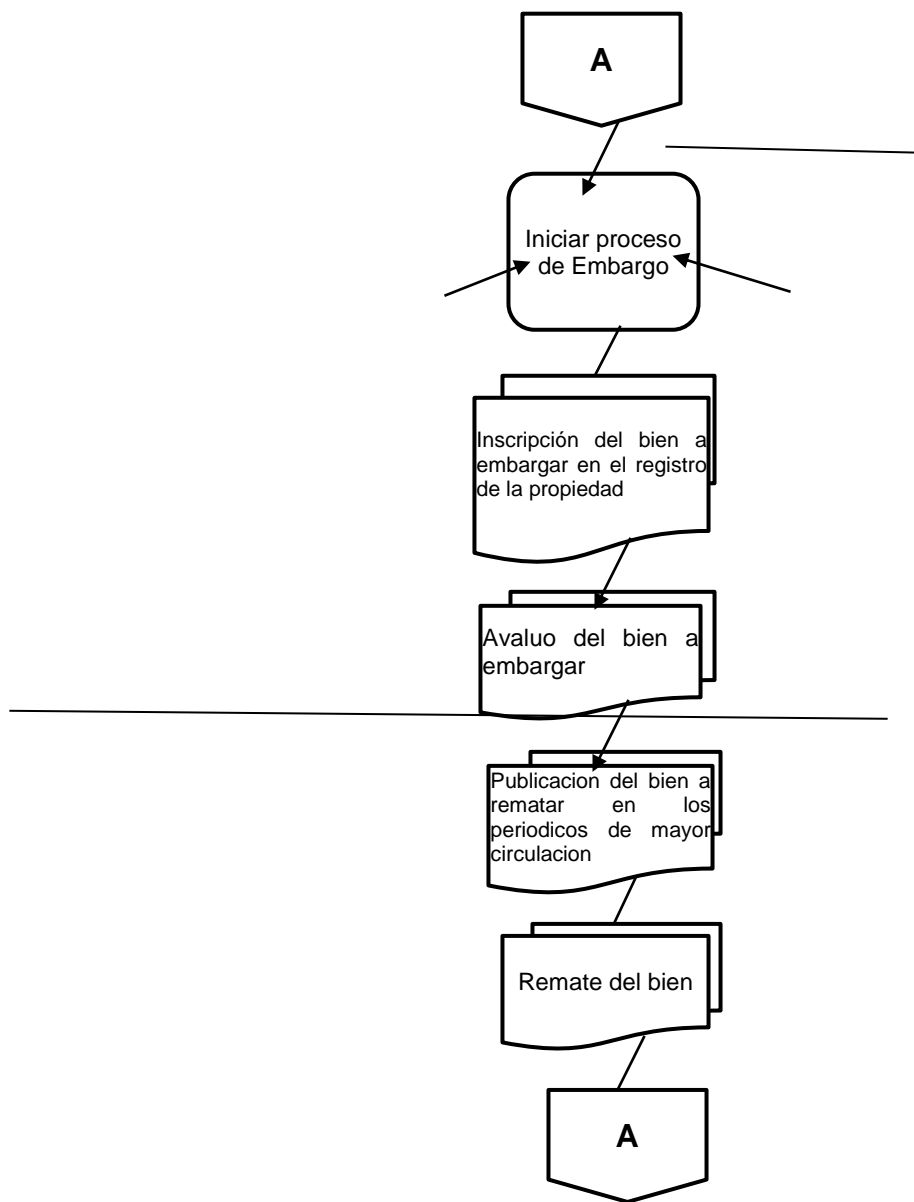 A
Iniciar proceso
de Embargo
Inscripción del bien a
embargar en el registro
de la propiedad
Avaluo del bien a
embargar
Publicacion del bien a
rematar en los
periodicos de mayor
circulacion
Remate del bien
A